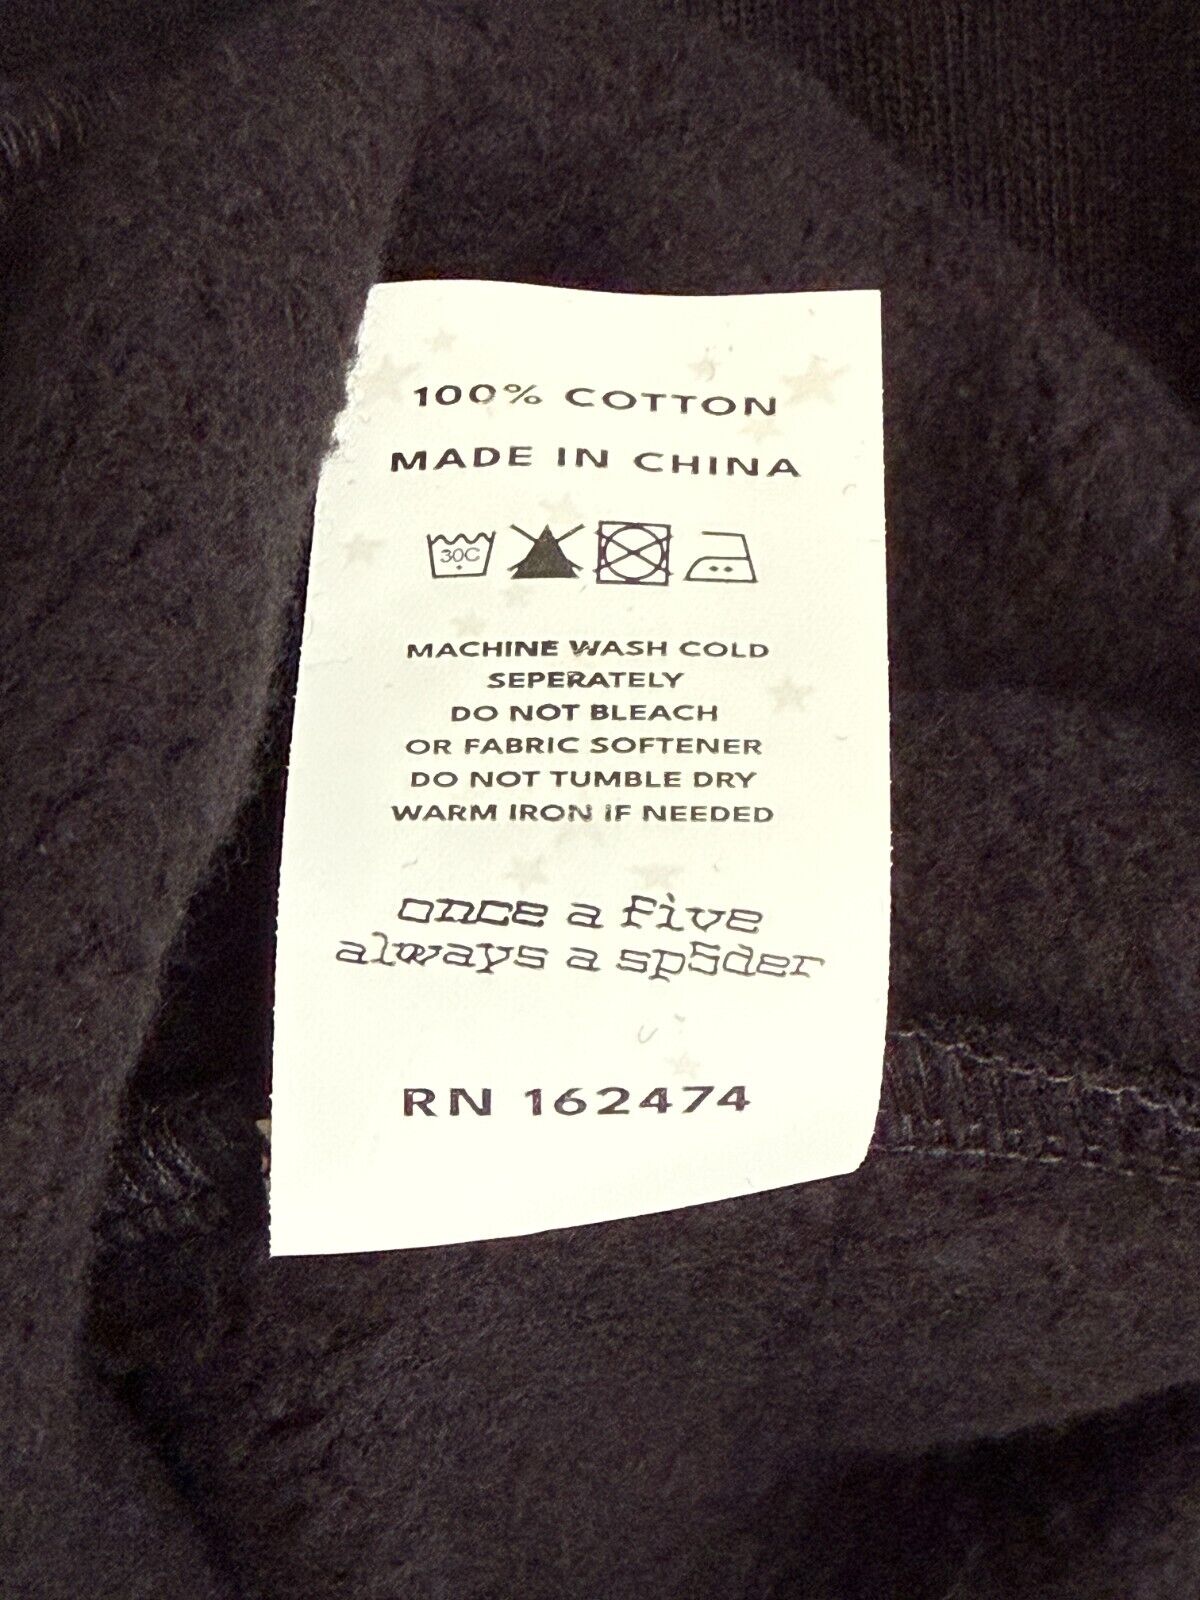 100% COTTON
MADE IN CHINA
30C
MACHINE WASH COLD
SEPERATELY
DO NOT BLEACH
OR FABRIC SOFTENER
DO NOT TUMBLE DRY
WARM IRON IF NEEDED
once a five
always a sp5der
RN 162474